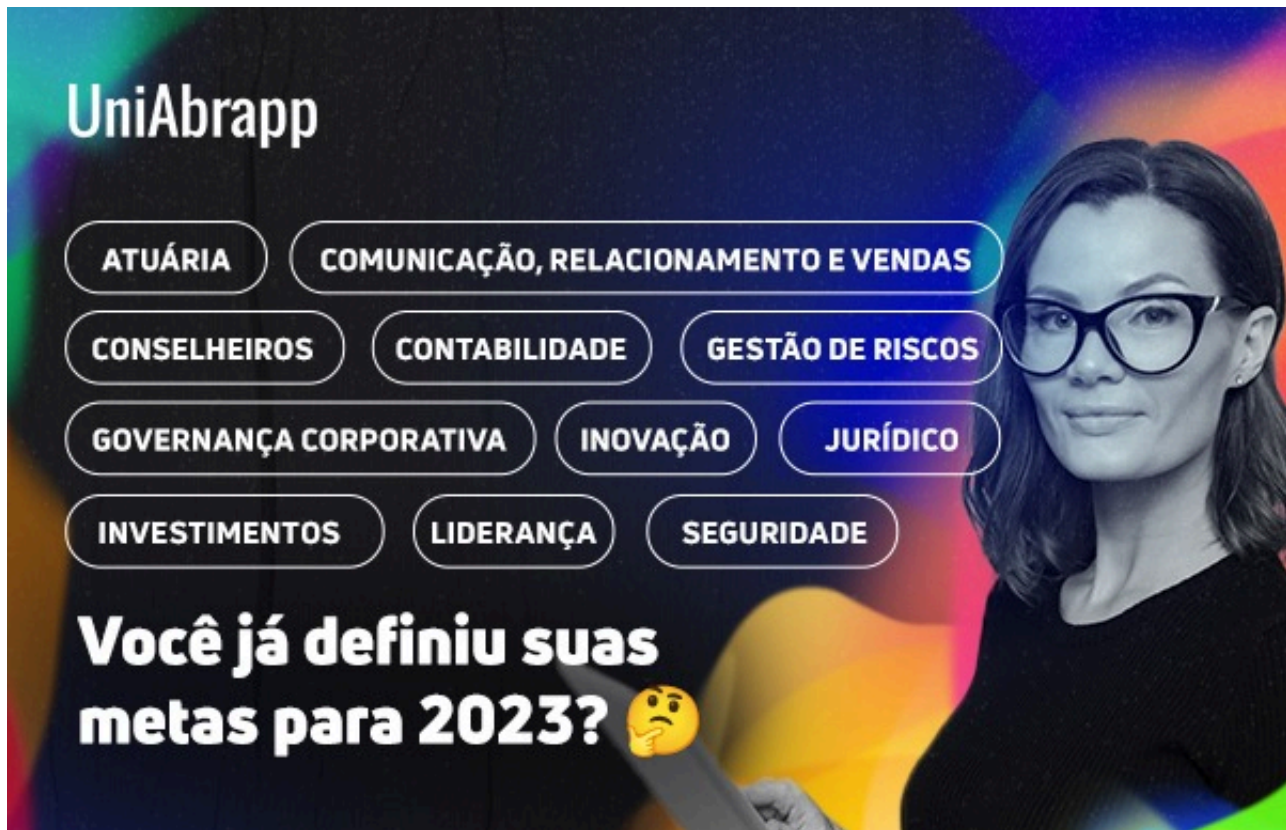 UniAbrapp
ATUÁRIA COMUNICAÇÃO, RELACIONAMENTO E VENDAS
CONSELHEIROS CONTABILIDADE GESTÃO DE RISCOS
GOVERNANÇA CORPORATIVA INOVAÇÃO JURÍDICO
INVESTIMENTOS LIDERANÇA SEGURIDADE
Você já definiu suas
metas para 2023? 🤔